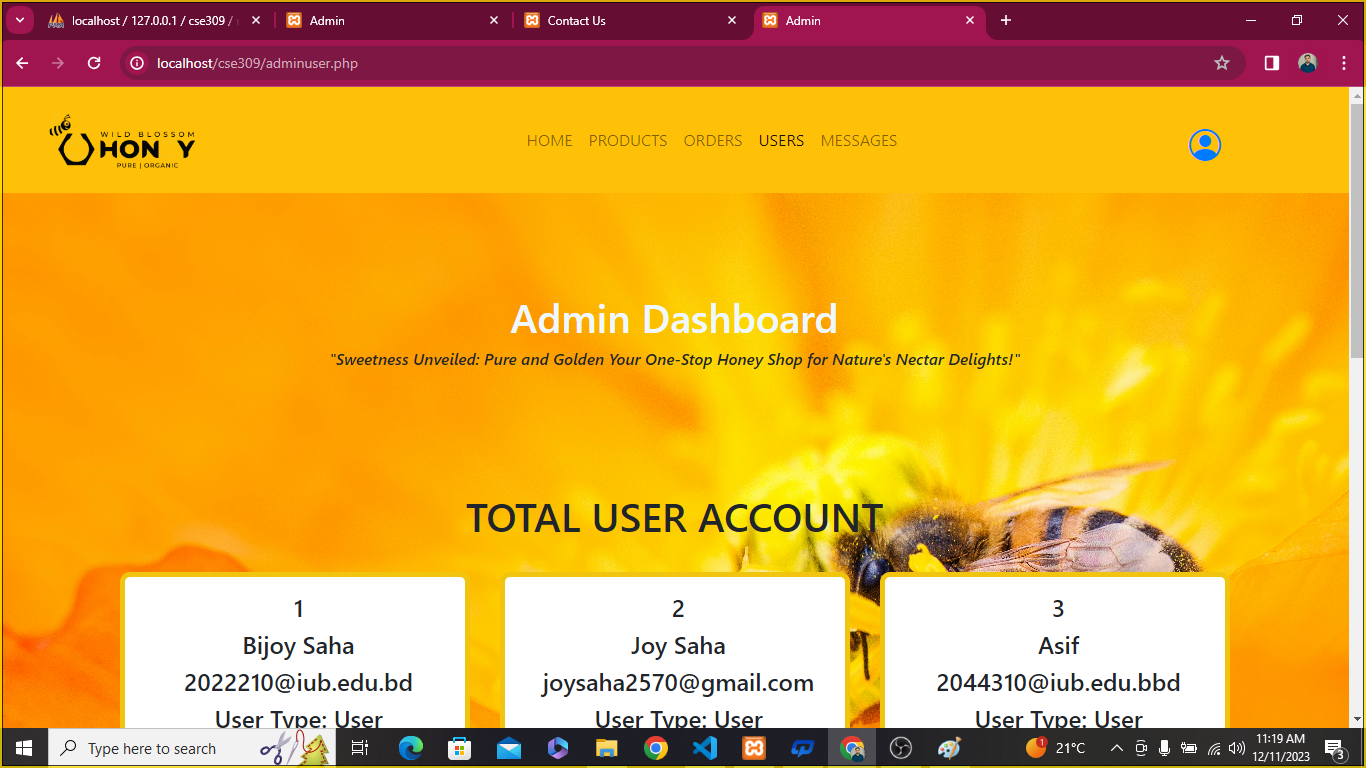 localhost / 127.0.0.1 / cse309 /
Admin
Contact Us
Admin
localhost/cse309/adminuser.php
WILD BLOSSOM
HON Y
PURE | ORGANIC
HOME PRODUCTS ORDERS USERS MESSAGES
Admin Dashboard
"Sweetness Unveiled: Pure and Golden Your One-Stop Honey Shop for Nature's Nectar Delights!"
TOTAL USER ACCOUNT
1
Bijoy Saha
2022210@iub.edu.bd
User Type: User
2
Joy Saha
joysaha2570@gmail.com
User Type: User
3
Asif
2044310@iub.edu.bbd
User Type: User
Type here to search
1
21°C
11:19 AM
12/11/2023
3